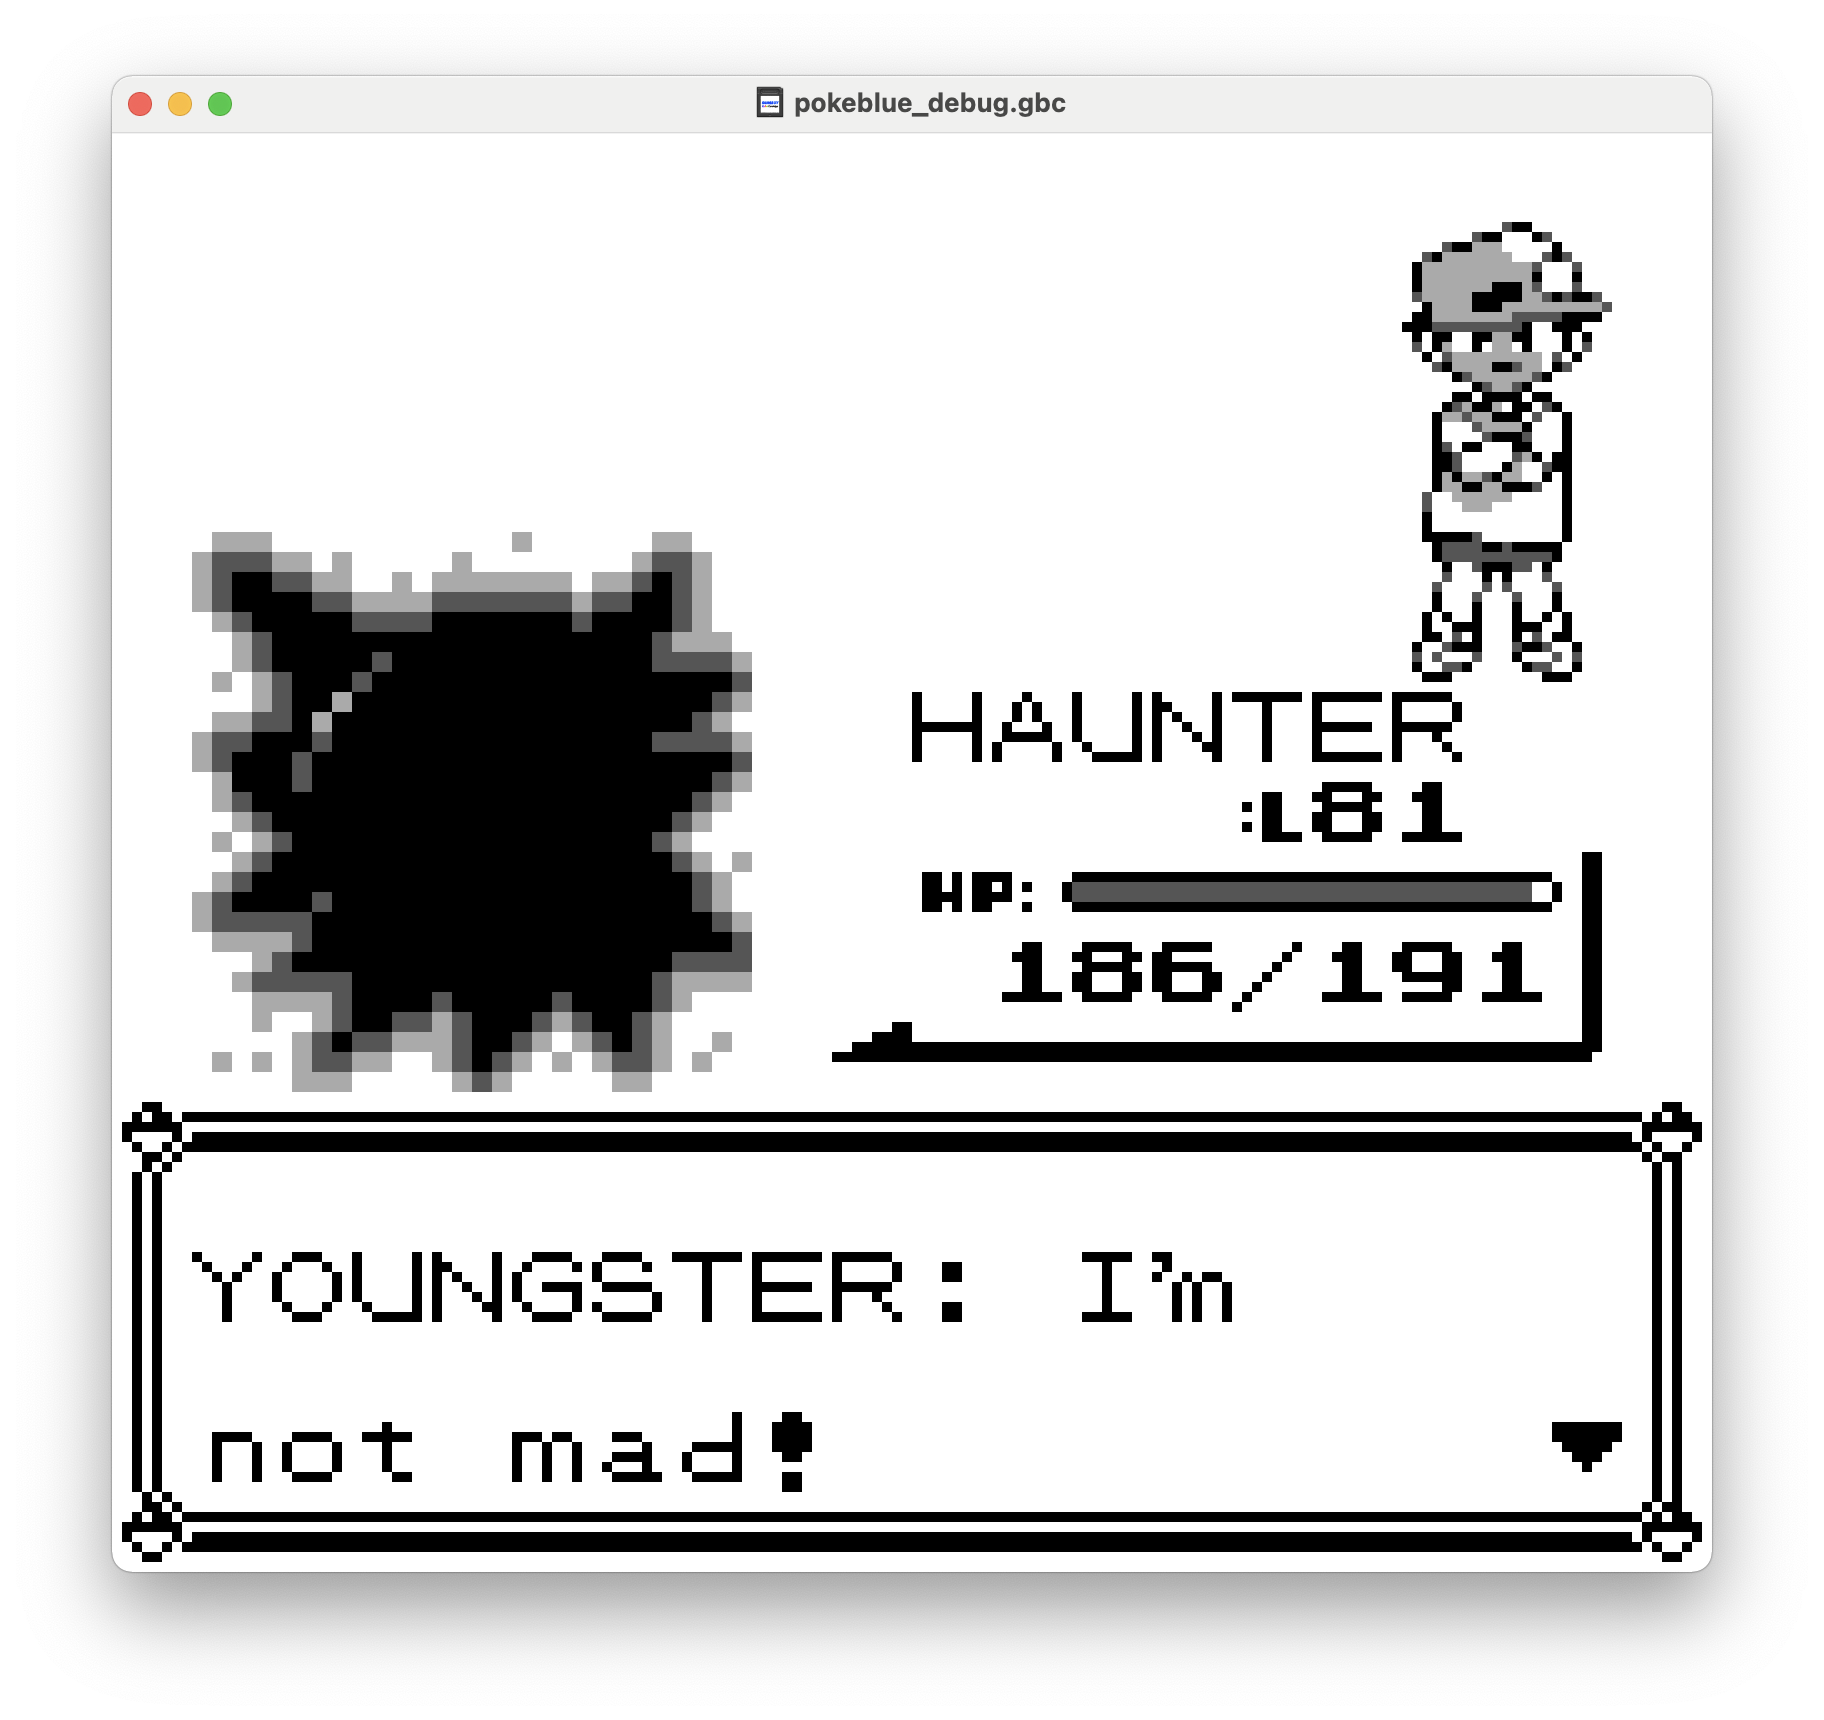 pokeblue_debug.gbc
HAUNTER
:L81
HP:
186/191
YOUNGSTER: I'm
not mad!